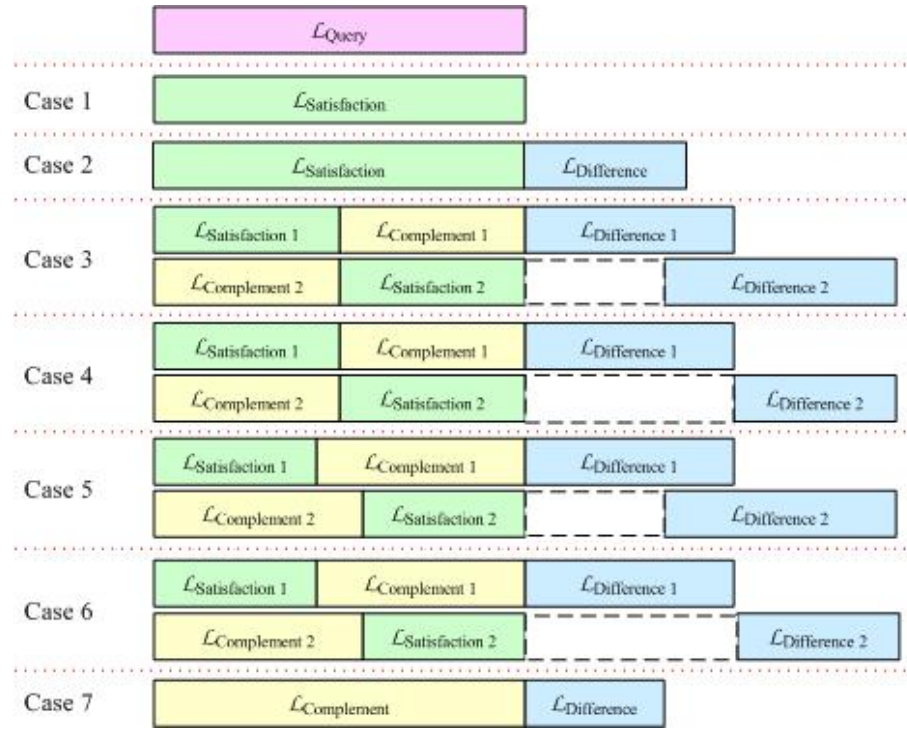 ℒQuery
Case 1
ℒSatisfaction
Case 2
ℒSatisfaction ℒDifference
Case 3
ℒSatisfaction 1 ℒComplement 1 ℒDifference 1
ℒComplement 2 ℒSatisfaction 2 ℒDifference 2
Case 4
ℒSatisfaction 1 ℒComplement 1 ℒDifference 1
ℒComplement 2 ℒSatisfaction 2 ℒDifference 2
Case 5
ℒSatisfaction 1 ℒComplement 1 ℒDifference 1
ℒComplement 2 ℒSatisfaction 2 ℒDifference 2
Case 6
ℒSatisfaction 1 ℒComplement 1 ℒDifference 1
ℒComplement 2 ℒSatisfaction 2 ℒDifference 2
Case 7
ℒComplement ℒDifference